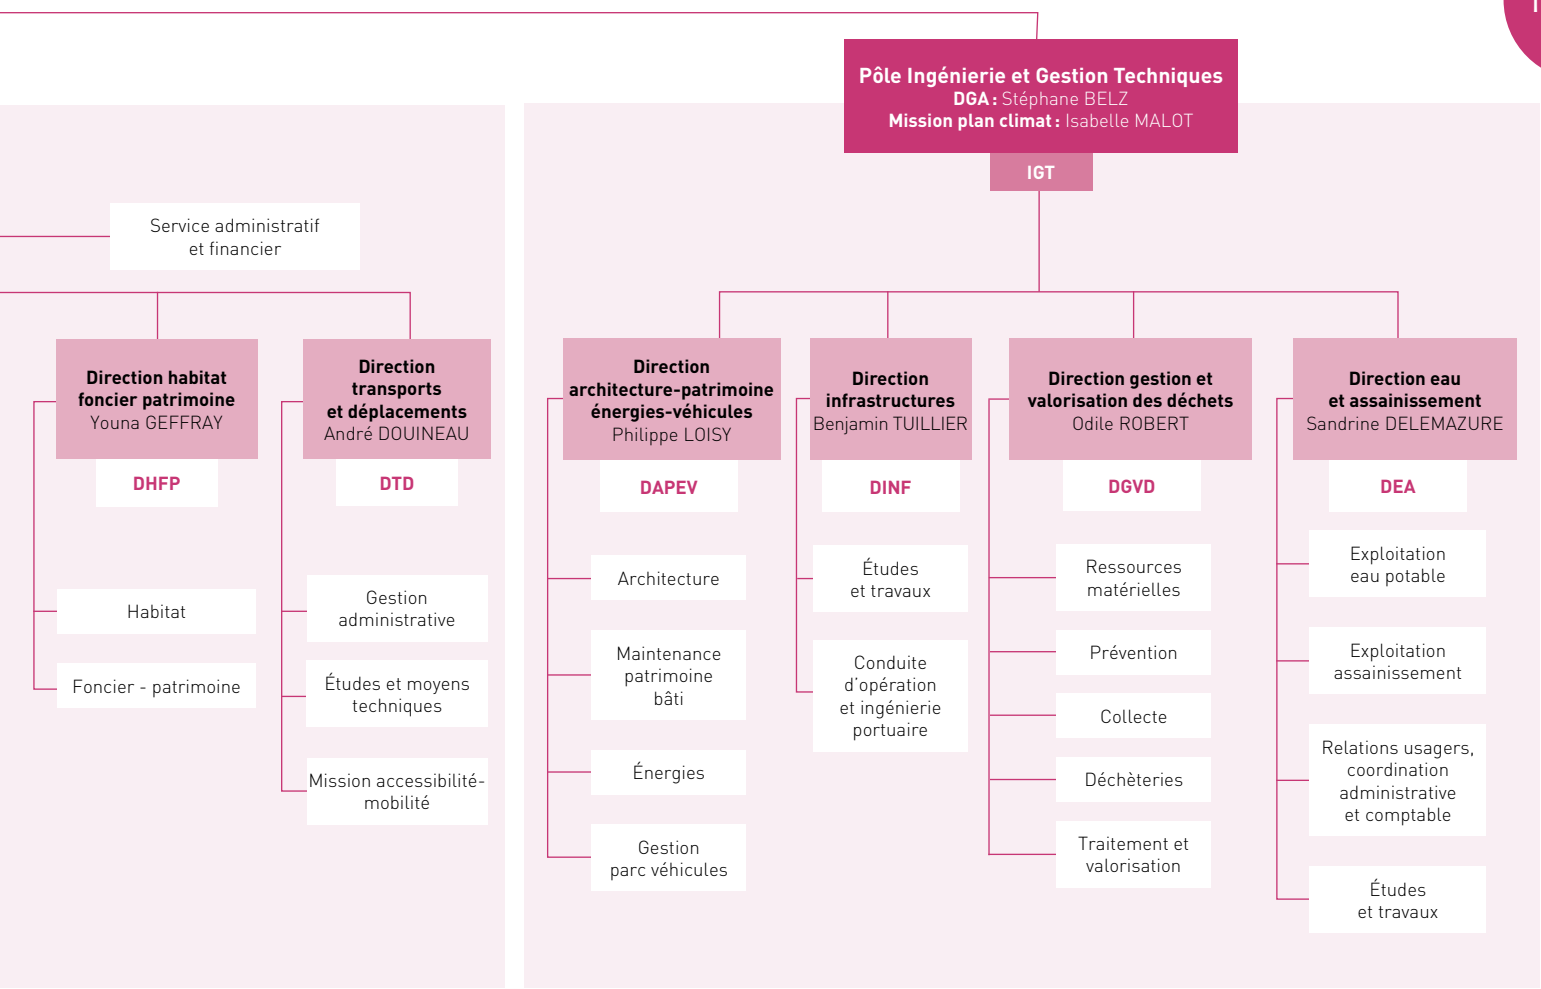 Pôle Ingénierie et Gestion Techniques
DGA : Stéphane BELZ
Mission plan climat : Isabelle MALOT
IGT
Service administratif
et financier
Direction habitat
foncier patrimoine
Youna GEFFRAY
DHFP
Habitat
Foncier - patrimoine
Direction
transports
et déplacements
André DOUINEAU
DTD
Gestion
administrative
Études et moyens
techniques
Mission accessibilité-
mobilité
Direction
architecture-patrimoine
énergies-véhicules
Philippe LOISY
DAPEV
Architecture
Maintenance
patrimoine
bâti
Énergies
Gestion
parc véhicules
Direction
infrastructures
Benjamin TUILLIER
DINF
Études
et travaux
Conduite
d'opération
et ingénierie
portuaire
Direction gestion et
valorisation des déchets
Odile ROBERT
DGVD
Ressources
matérielles
Prévention
Collecte
Déchèteries
Traitement et
valorisation
Direction eau
et assainissement
Sandrine DELEMAZURE
DEA
Exploitation
eau potable
Exploitation
assainissement
Relations usagers,
coordination
administrative
et comptable
Études
et travaux